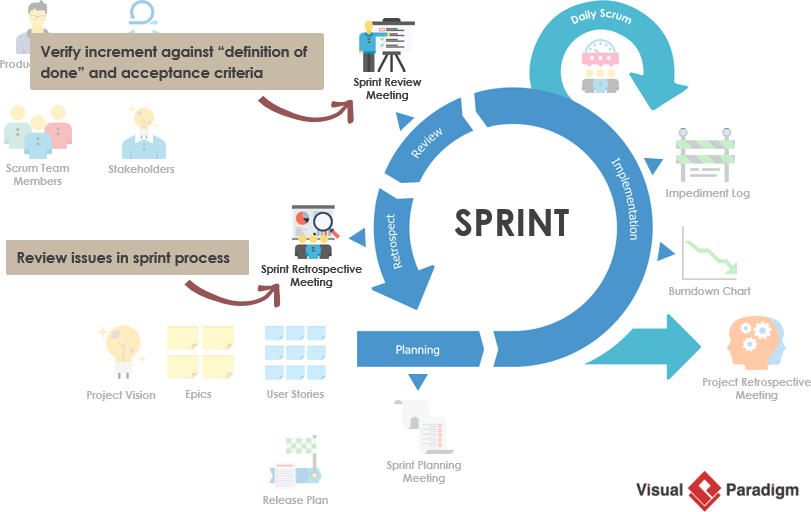 Daily Scrum
Produc
Verify increment against “definition of
done” and acceptance criteria
Sprint Review
Meeting
Scrum Team
Members
Stakeholders
Review
Implementation
Impediment Log
SPRINT
Retrospect
Review issues in sprint process
Sprint Retrospective
Meeting
Burndown Chart
Planning
Project Vision
Epics
User Stories
Project Retrospective
Meeting
Sprint Planning
Meeting
Release Plan
Visual Paradigm